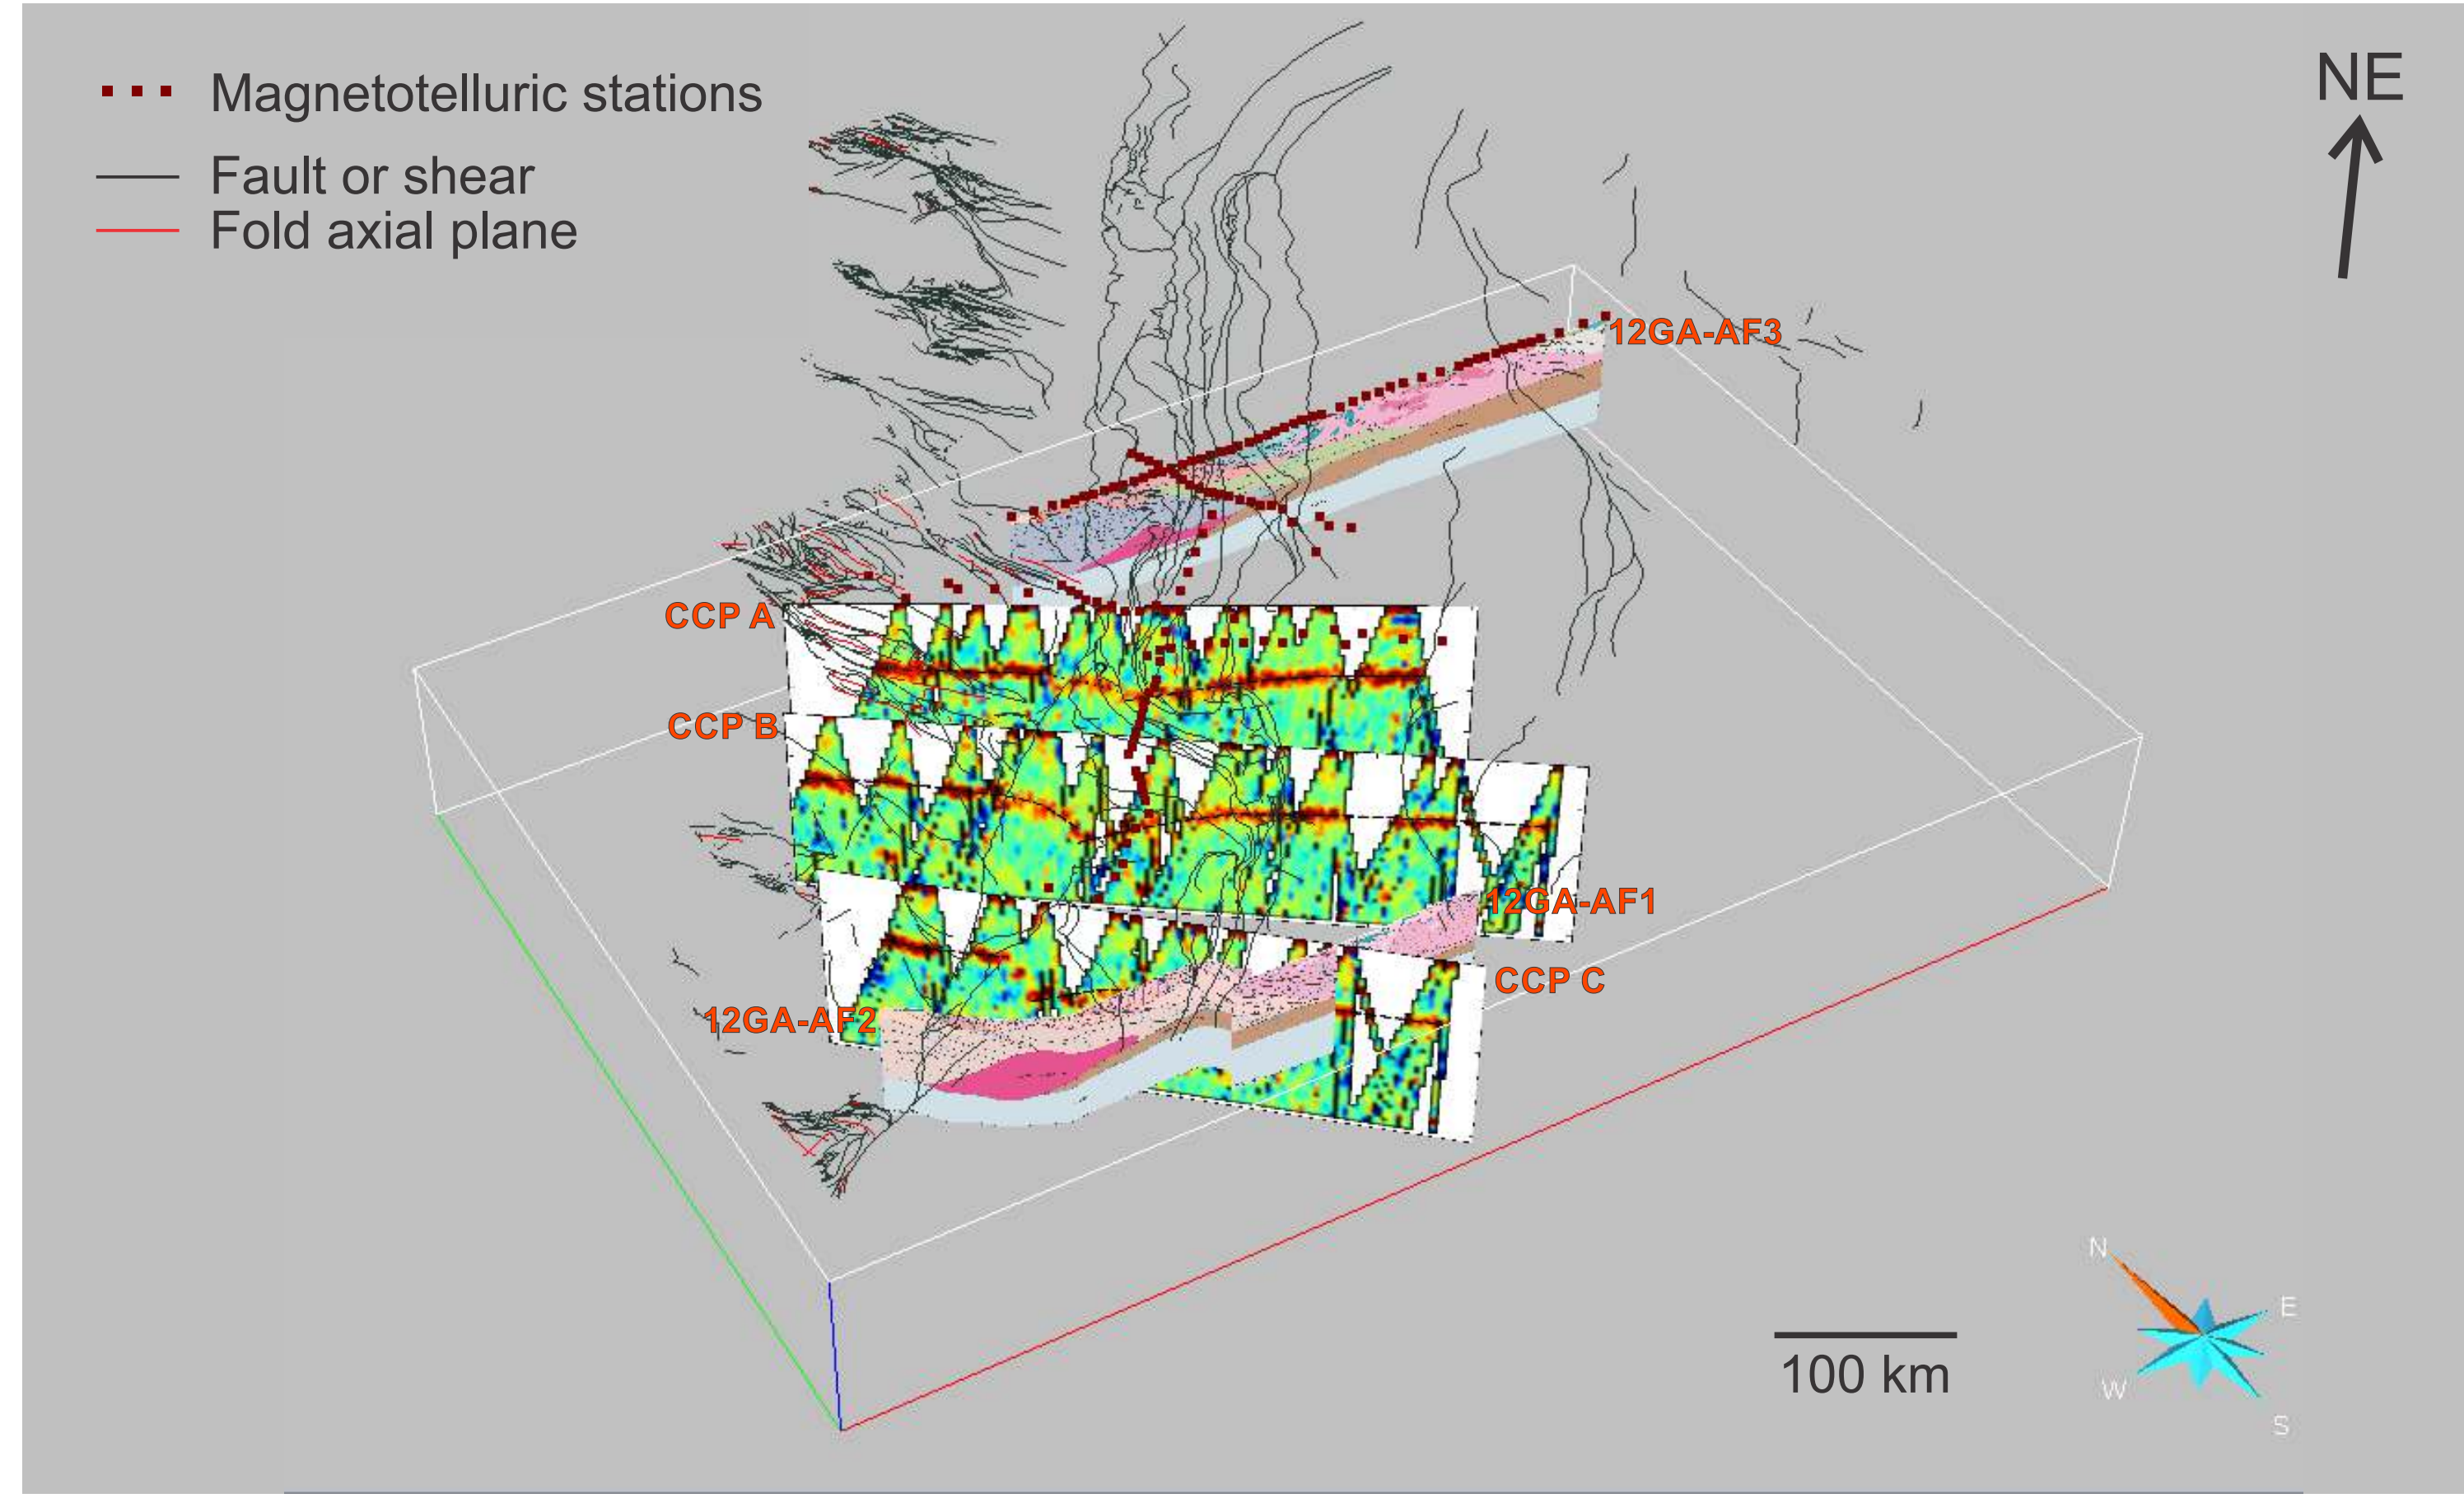 Magnetotelluric stations
Fault or shear
Fold axial plane
NE
12GA-AF3
CCP A
CCP B
12GA-AF1
CCP C
12GA-AF2
100 km
N
E
W
S